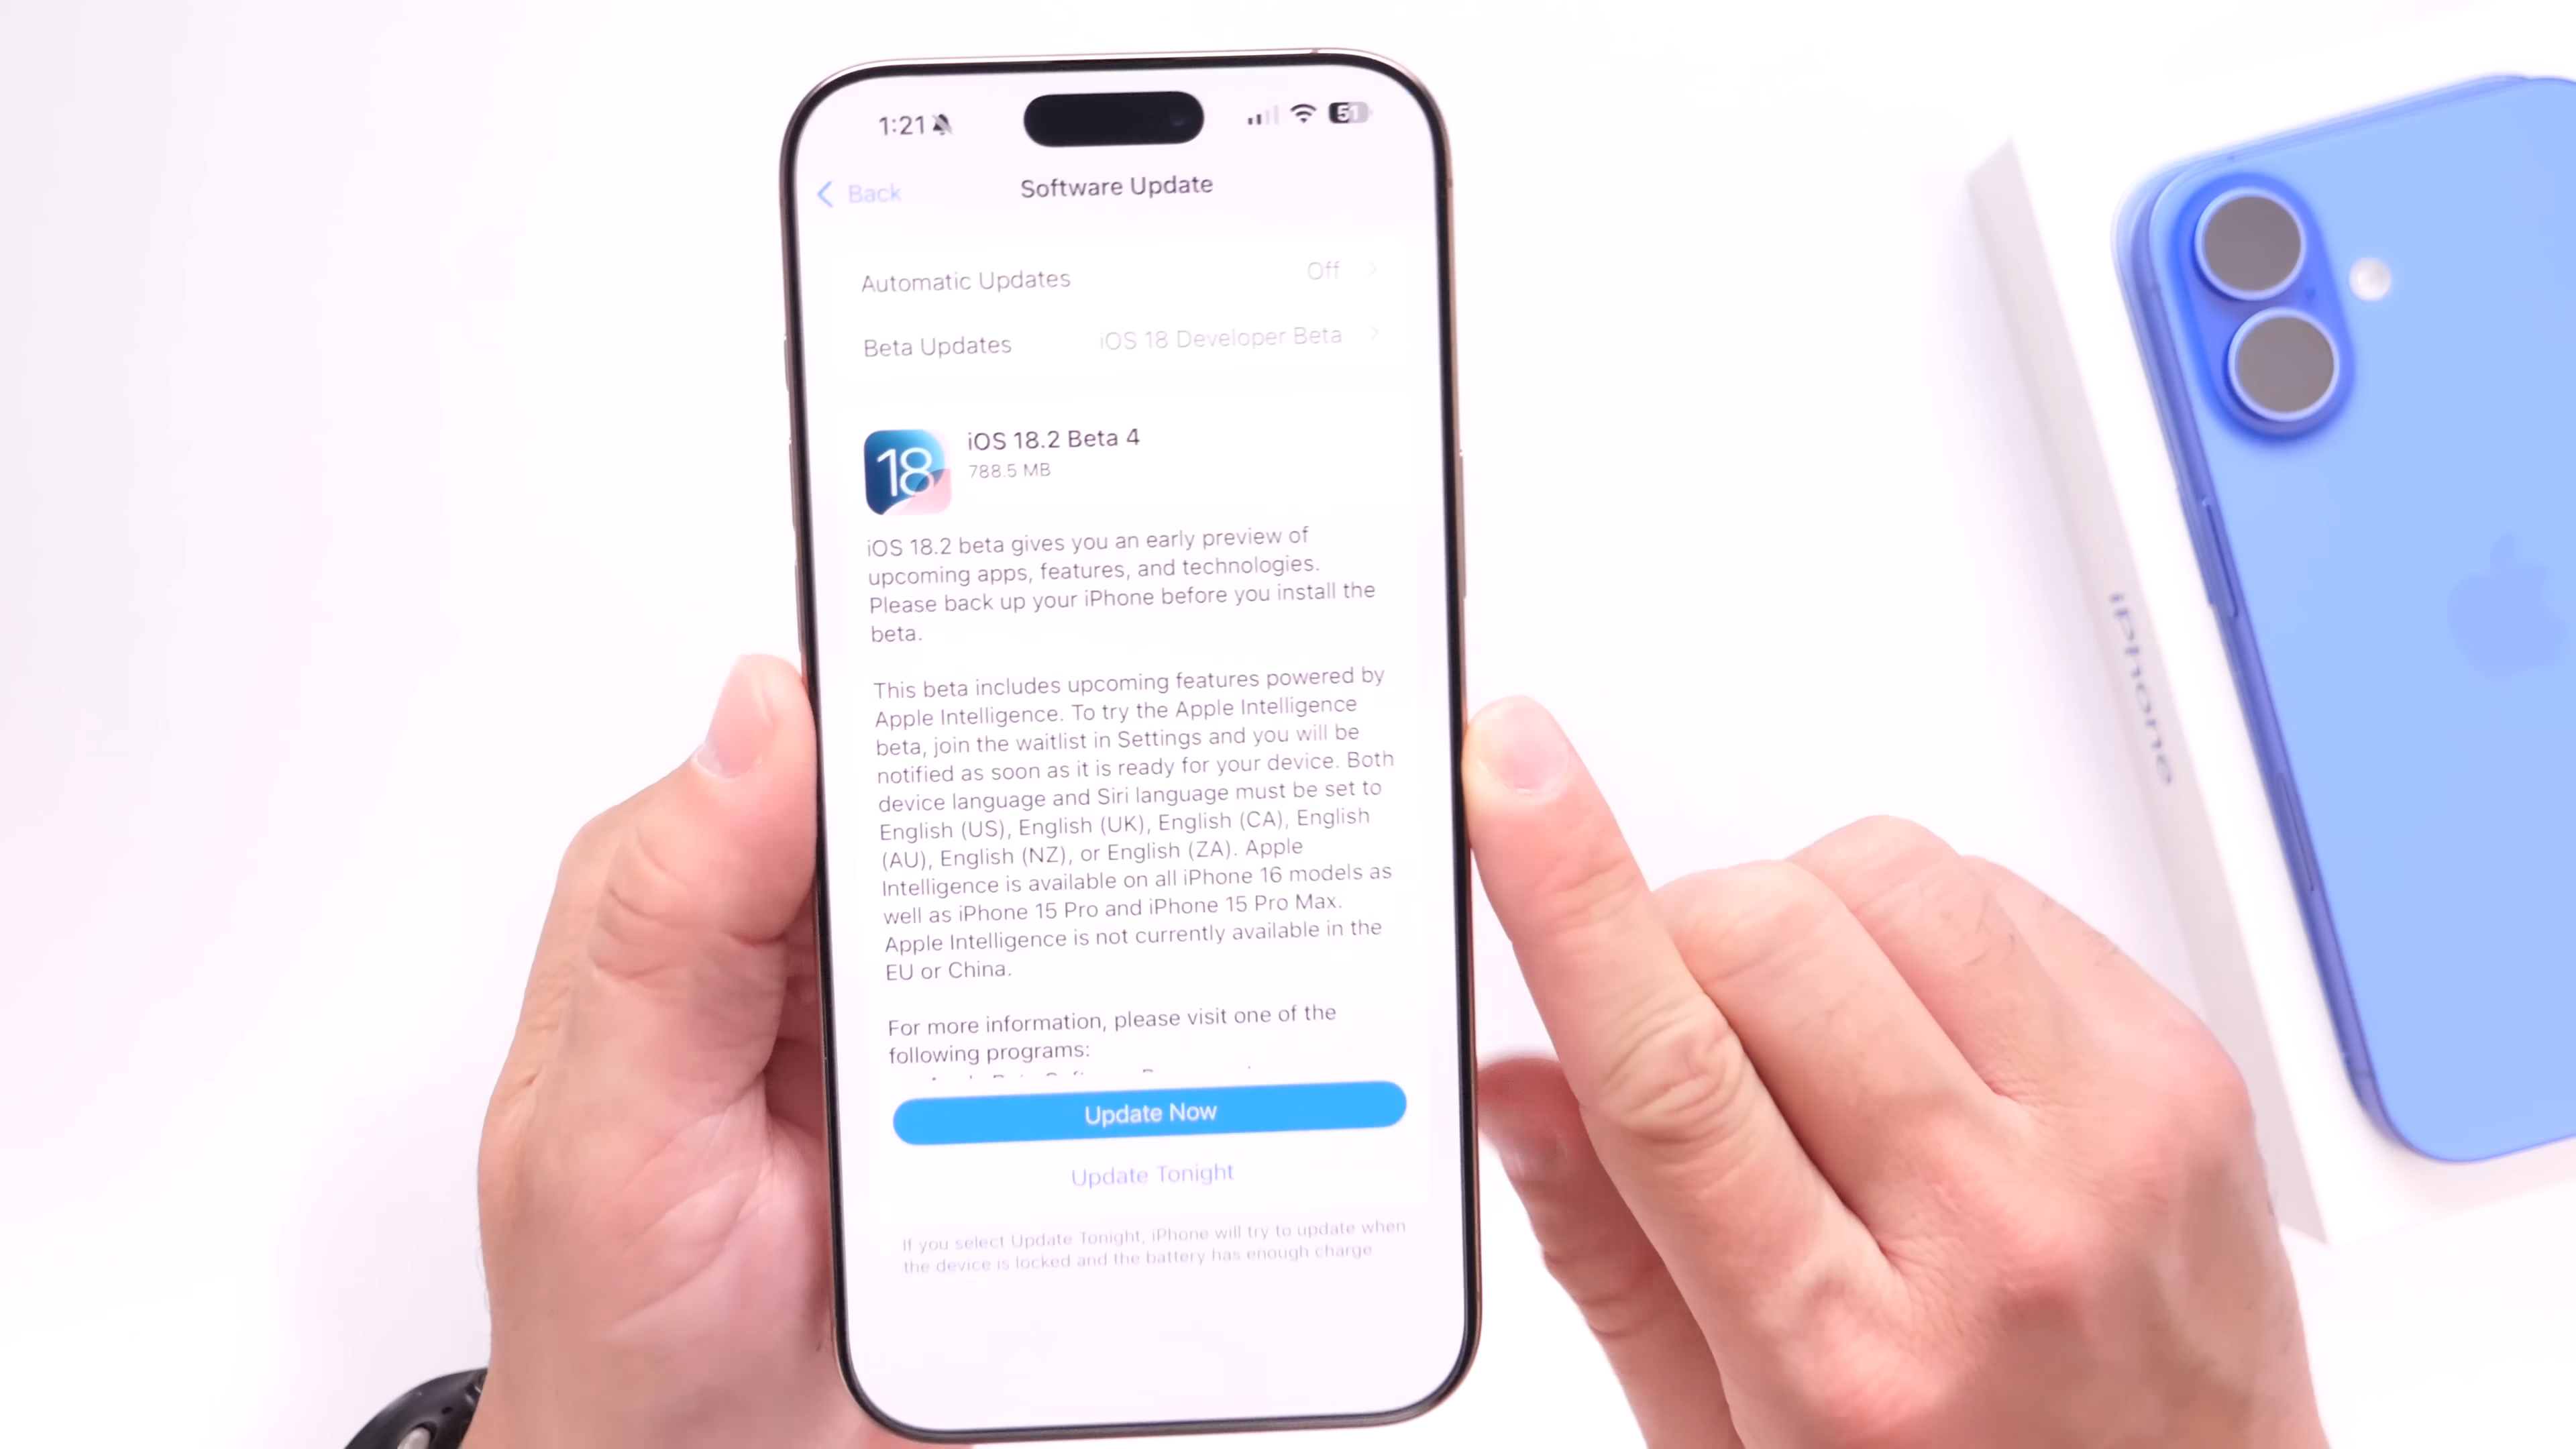 1:21
51
Back
Software Update
Automatic Updates Off
Beta Updates iOS 18 Developer Beta
18
iOS 18.2 Beta 4
788.5 MB
iOS 18.2 beta gives you an early preview of
upcoming apps, features, and technologies.
Please back up your iPhone before you install the
beta.
This beta includes upcoming features powered by
Apple Intelligence. To try the Apple Intelligence
beta, join the waitlist in Settings and you will be
notified as soon as it is ready for your device. Both
device language and Siri language must be set to
English (US), English (UK), English (CA), English
(AU), English (NZ), or English (ZA). Apple
Intelligence is available on all iPhone 16 models as
well as iPhone 15 Pro and iPhone 15 Pro Max.
Apple Intelligence is not currently available in the
EU or China.
For more information, please visit one of the
following programs:
Update Now
Update Tonight
If you select Update Tonight, iPhone will try to update when
the device is locked and the battery has enough charge
iPhone